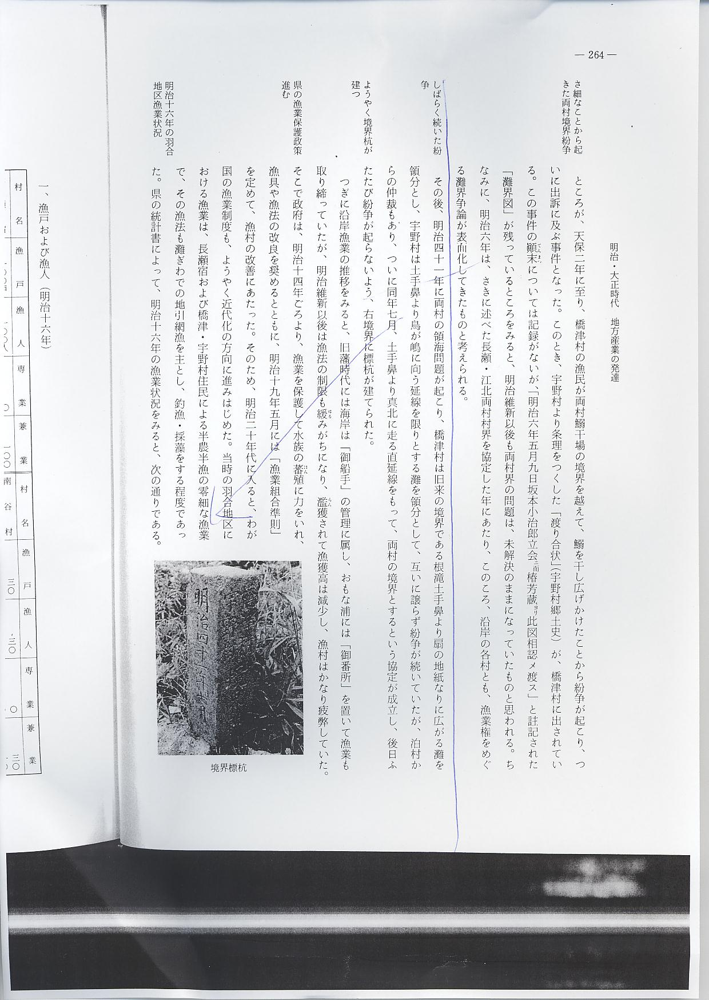 — 264 —
明治・大正時代　地方産業の発達
さ細なことから起
きた両村境界紛争
ところが、天保二年に至り、橋津村の漁民が両村鰯干場の境界を越えて、鰯を干し広げかけたことから紛争が起こり、つ
いに出訴に及ぶ事件となった。このとき、宇野村より条理をつくした「渡り合状」（宇野村郷土史）が、橋津村に出されてい
る。この事件の顚末については記録がないが、「明治六年五月九日坂本小治郎立会ニ而椿芳蔵ヨリ此図相認メ渡ス」と註記された
「灘界図」が残っているところをみると、明治維新以後も両村界の問題は、未解決のままになっていたものと思われる。ち
なみに、明治六年は、さきに述べた長瀬・江北両村村界を協定した年にあたり、このころ、沿岸の各村とも、漁業権をめぐ
る灘界争論が表面化してきたものと考えられる。
しばらく続いた紛
争
その後、明治四十一年に両村の領海問題が起こり、橋津村は旧来の境界である根滝土手鼻より扇の地紙なりに広がる灘を
領分とし、宇野村は土手鼻より鳥が嶋に向う延線を限りとする灘を領分として、互いに譲らず紛争が続いていたが、泊村か
らの仲裁もあり、ついに同年七月、土手鼻より真北に走る直延線をもって、両村の境界とするという協定が成立し、後日ふ
たたび紛争が起らないよう、右境界に標杭が建てられた。
ようやく境界杭が
建つ
つぎに沿岸漁業の推移をみると、旧藩時代には海岸は「御船手」の管理に属し、おもな浦には「御番所」を置いて漁業も
取り締っていたが、明治維新以後は漁法の制限も緩みがちになり、濫獲されて漁獲高は減少し、漁村はかなり疲弊していた。
県の漁業保護政策
進む
そこで政府は、明治十四年ごろより、漁業を保護して水族の蕃殖に力をいれ、
漁具や漁法の改良を奨めるとともに、明治十九年五月には「漁業組合準則」
を定めて、漁村の改善にあたった。そのため、明治二十年代に入ると、わが
国の漁業制度も、ようやく近代化の方向に進みはじめた。当時の羽合地区に
おける漁業は、長瀬宿および橋津・宇野村住民による半農半漁の零細な漁業
で、その漁法も灘ぎわでの地引網漁を主とし、釣漁・採藻をする程度であっ
た。県の統計書によって、明治十六年の漁業状況をみると、次の通りである。
明治十六年の羽合
地区漁業状況
明治四十一年七月
境界標杭
一、漁戸および漁人（明治十六年）
村名　漁戸　漁人　専業　兼業　村名　漁戸　漁人　専業　兼業
一〇〇戸　一〇〇人　〇　一〇〇　南谷村　三〇　三〇　〇　三〇